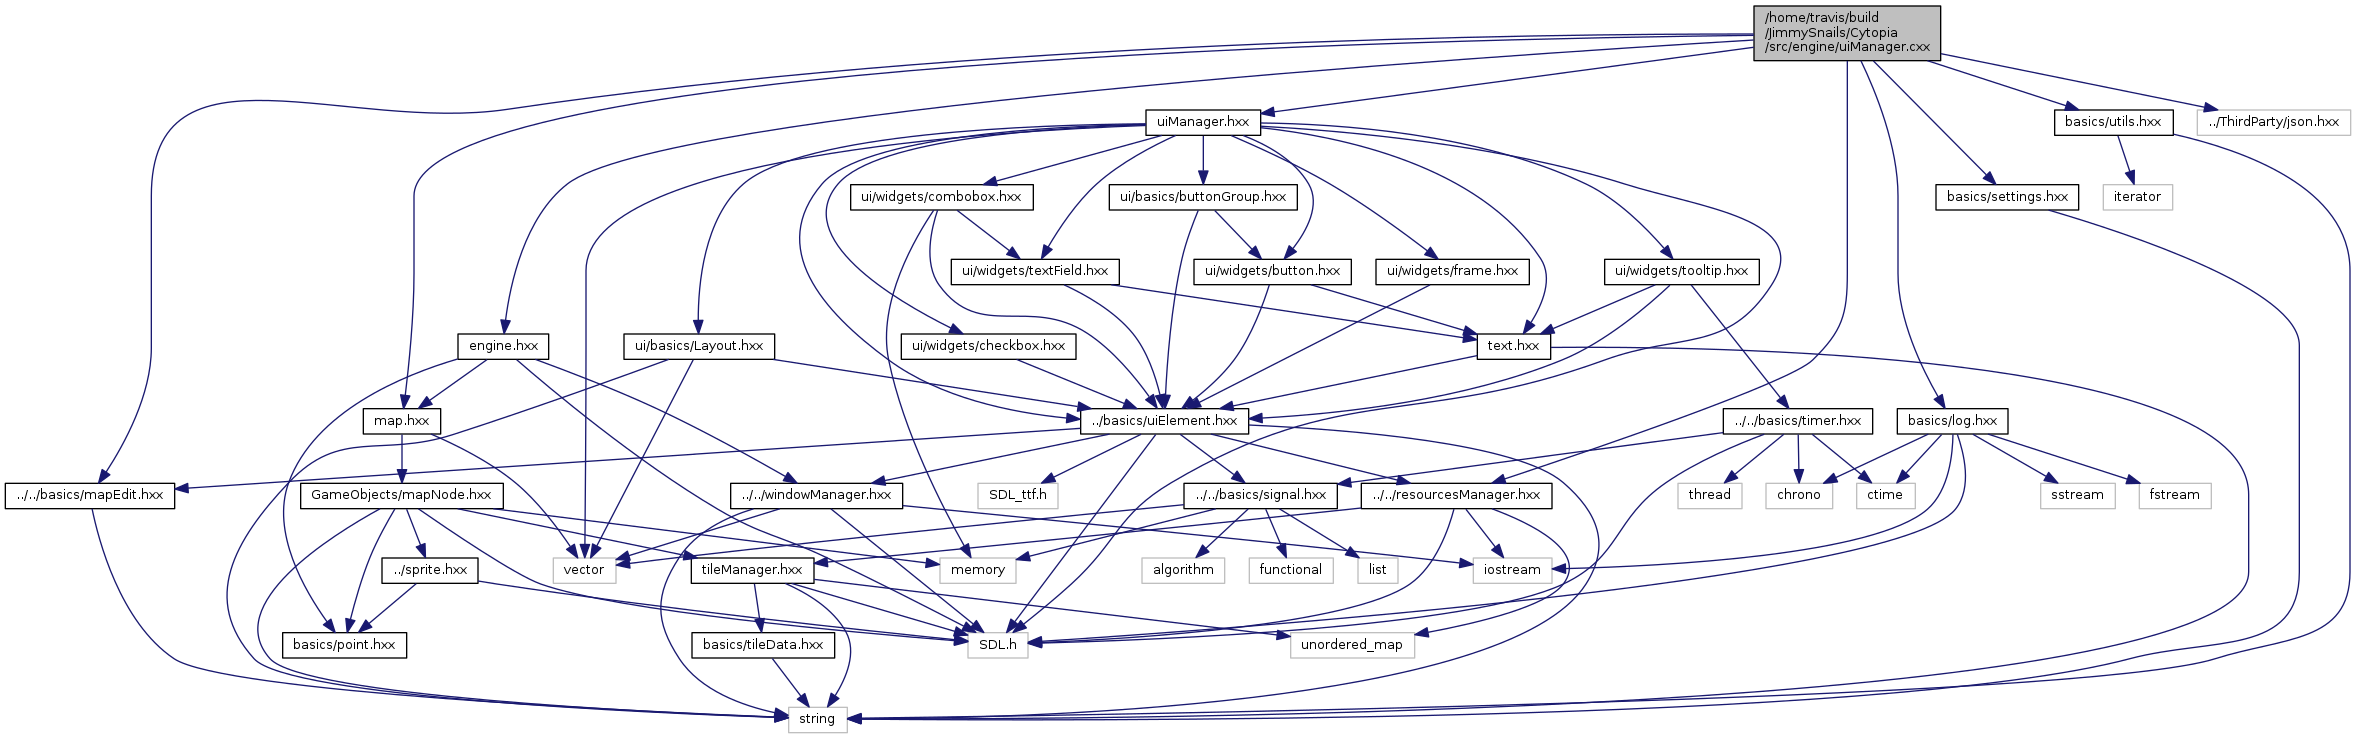 /home/travis/build
/JimmySnails/Cytopia
/src/engine/uiManager.cxx
uiManager.hxx
basics/utils.hxx
../ThirdParty/json.hxx
ui/widgets/combobox.hxx
ui/basics/buttonGroup.hxx
basics/settings.hxx
iterator
ui/widgets/textField.hxx
ui/widgets/button.hxx
ui/widgets/frame.hxx
ui/widgets/tooltip.hxx
engine.hxx
ui/basics/Layout.hxx
ui/widgets/checkbox.hxx
text.hxx
map.hxx
../basics/uiElement.hxx
../../basics/timer.hxx
basics/log.hxx
../../basics/mapEdit.hxx
GameObjects/mapNode.hxx
../../windowManager.hxx
SDL_ttf.h
../../basics/signal.hxx
../../resourcesManager.hxx
thread
chrono
ctime
sstream
fstream
../sprite.hxx
vector
tileManager.hxx
memory
algorithm
functional
list
iostream
basics/point.hxx
basics/tileData.hxx
SDL.h
unordered_map
string